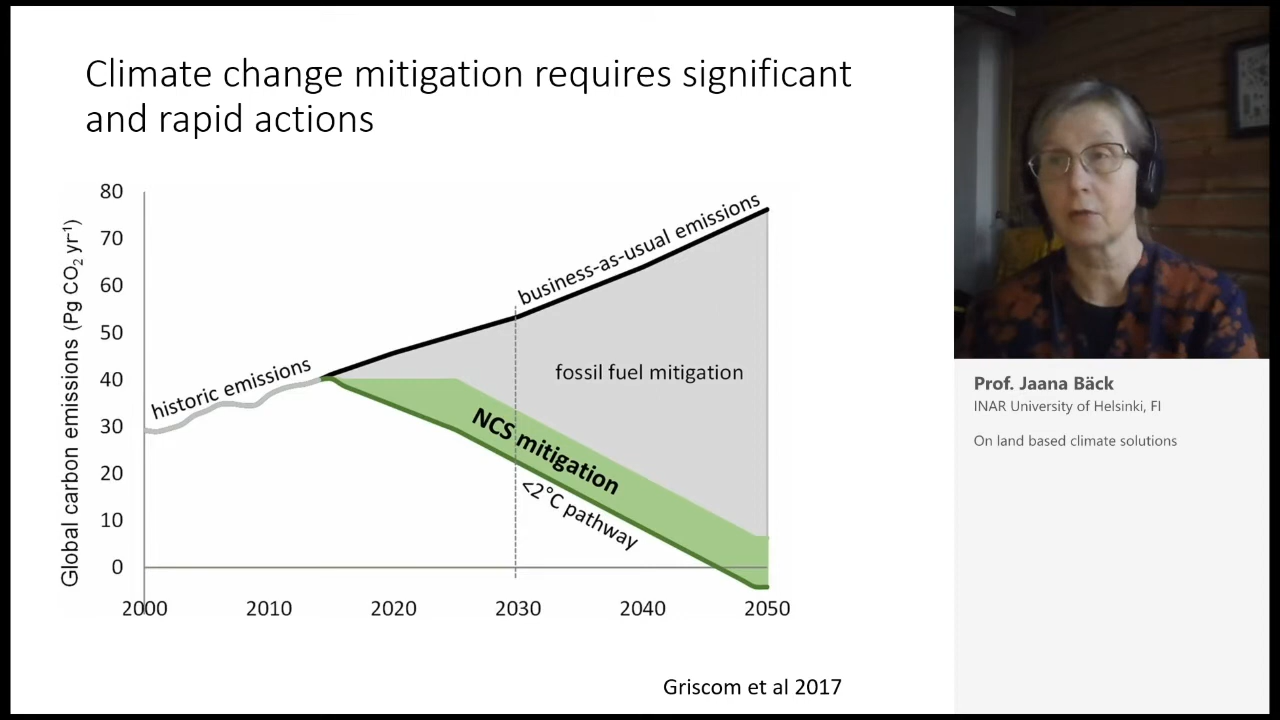 Climate change mitigation requires significant
and rapid actions
Global carbon emissions (Pg CO₂ yr⁻¹)
80
70
60
50
40
30
20
10
0
historic emissions
business-as-usual emissions
fossil fuel mitigation
NCS mitigation
<2°C pathway
2000
2010
2020
2030
2040
2050
Griscom et al 2017
Prof. Jaana Bäck
INAR University of Helsinki, FI
On land based climate solutions